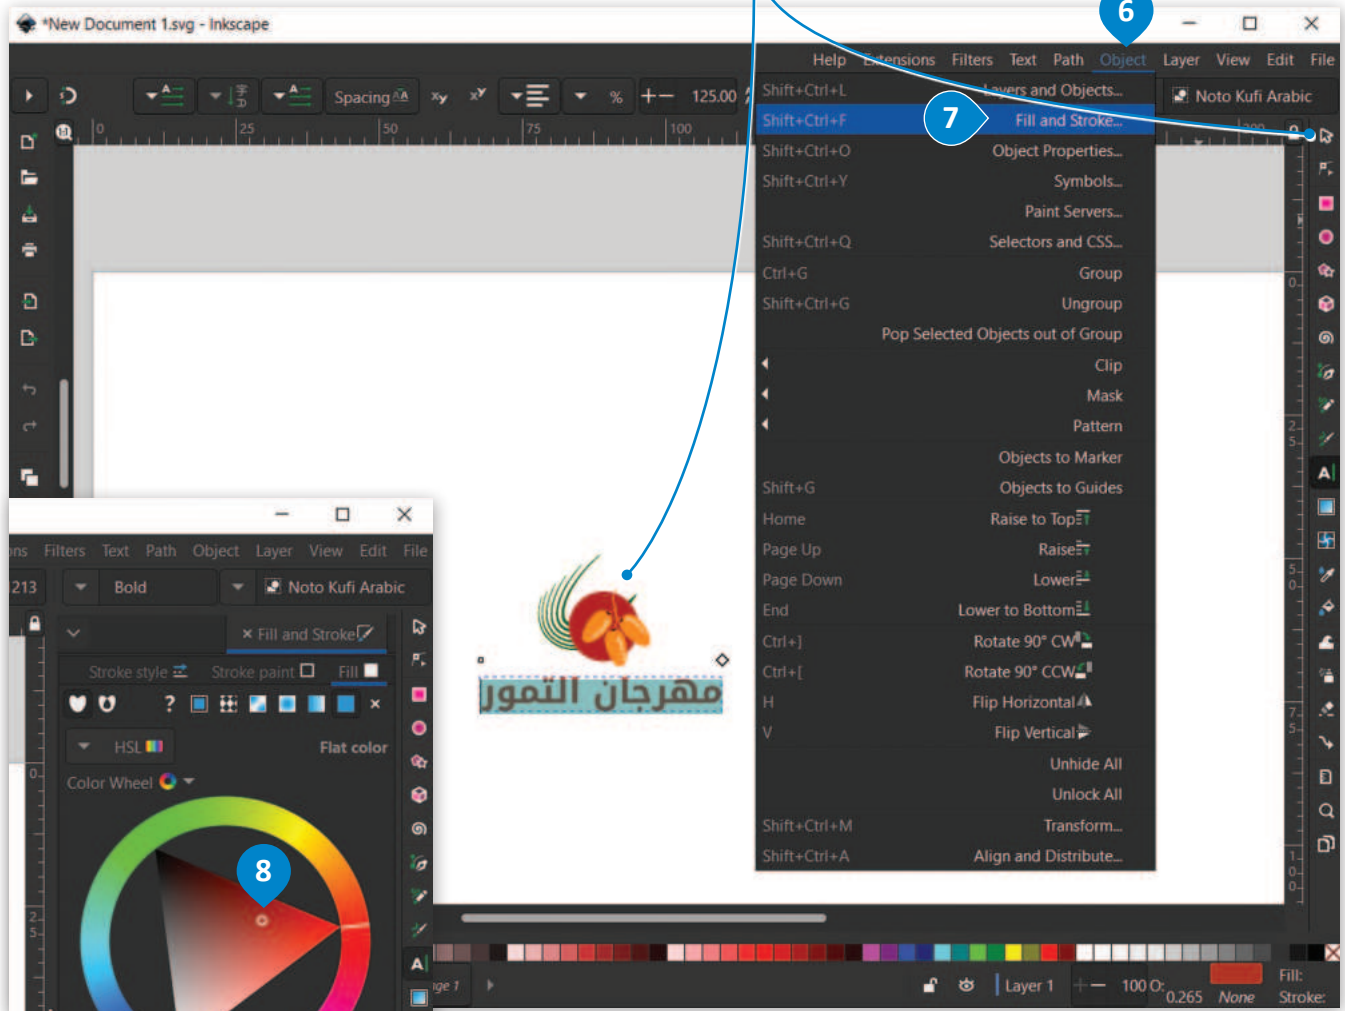 *New Document 1.svg - Inkscape
6
Help Extensions Filters Text Path Object Layer View Edit File
Spacing % 125.00 Noto Kufi Arabic
0 25 50 75 100
Shift+Ctrl+L Layers and Objects...
Shift+Ctrl+F 7 Fill and Stroke...
Shift+Ctrl+O Object Properties...
Shift+Ctrl+Y Symbols...
Paint Servers...
Shift+Ctrl+Q Selectors and CSS...
Ctrl+G Group
Shift+Ctrl+G Ungroup
Pop Selected Objects out of Group
Clip
Mask
Pattern
Objects to Marker
Shift+G Objects to Guides
Home Raise to Top
Page Up Raise
Page Down Lower
End Lower to Bottom
Ctrl+] Rotate 90° CW
Ctrl+[ Rotate 90° CCW
H Flip Horizontal
V Flip Vertical
Unhide All
Unlock All
Shift+Ctrl+M Transform...
Shift+Ctrl+A Align and Distribute...
مهرجان التمور
Filters Text Path Object Layer View Edit File
Bold Noto Kufi Arabic
Fill and Stroke
Stroke style Stroke paint Fill
HSL Flat color
Color Wheel
8
Layer 1 100 O: Fill:
0.265 None Stroke: